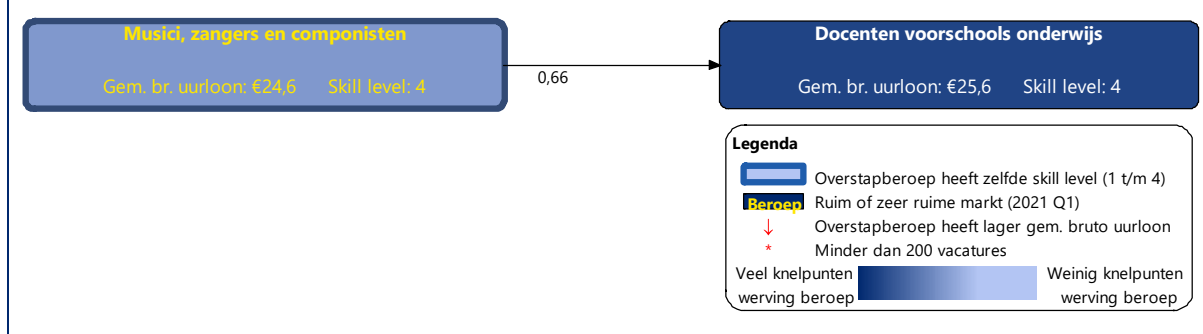 Musici, zangers en componisten
Gem. br. uurloon: €24,6 Skill level: 4
0,66
Docenten voorschools onderwijs
Gem. br. uurloon: €25,6 Skill level: 4
Legenda
Overstapberoep heeft zelfde skill level (1 t/m 4)
Beroep Ruim of zeer ruime markt (2021 Q1)
↓ Overstapberoep heeft lager gem. bruto uurloon
* Minder dan 200 vacatures
Veel knelpunten
werving beroep
Weinig knelpunten
werving beroep